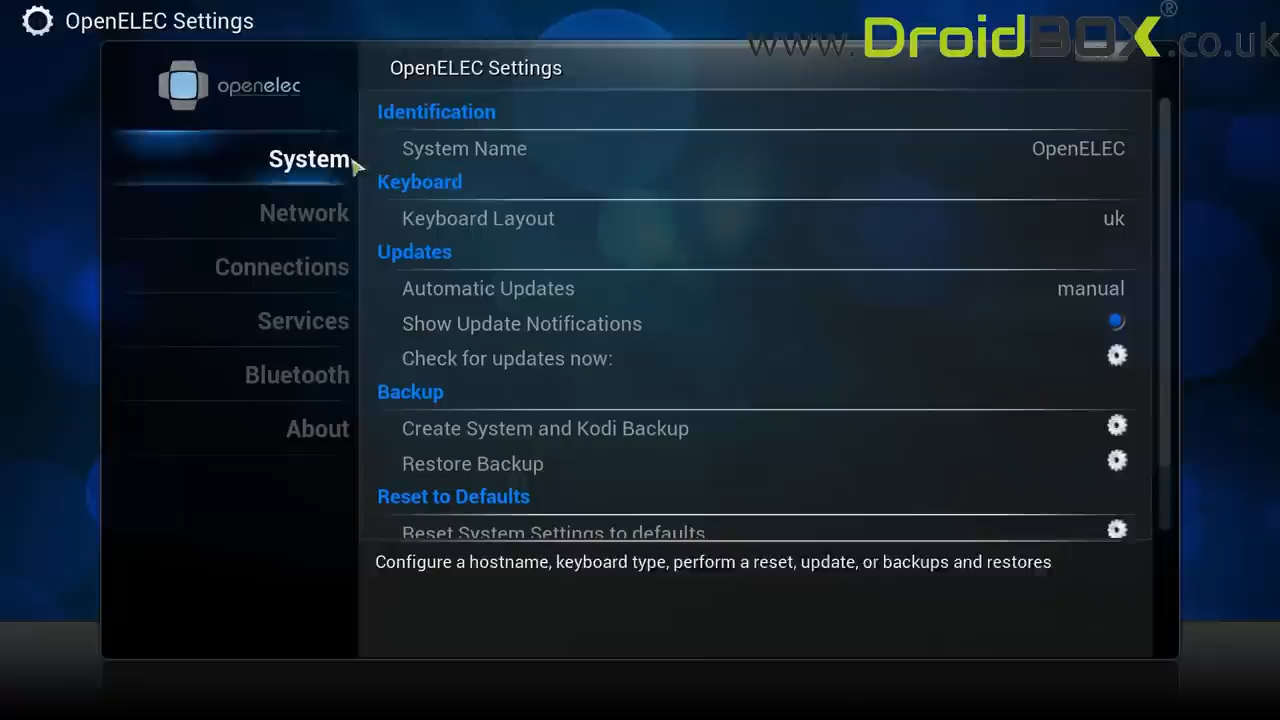 OpenELEC Settings
www.DroidBOX®.co.uk
openelec
OpenELEC Settings
System
Network
Connections
Services
Bluetooth
About
Identification
System Name OpenELEC
Keyboard
Keyboard Layout uk
Updates
Automatic Updates manual
Show Update Notifications
Check for updates now:
Backup
Create System and Kodi Backup
Restore Backup
Reset to Defaults
Reset System Settings to defaults
Configure a hostname, keyboard type, perform a reset, update, or backups and restores